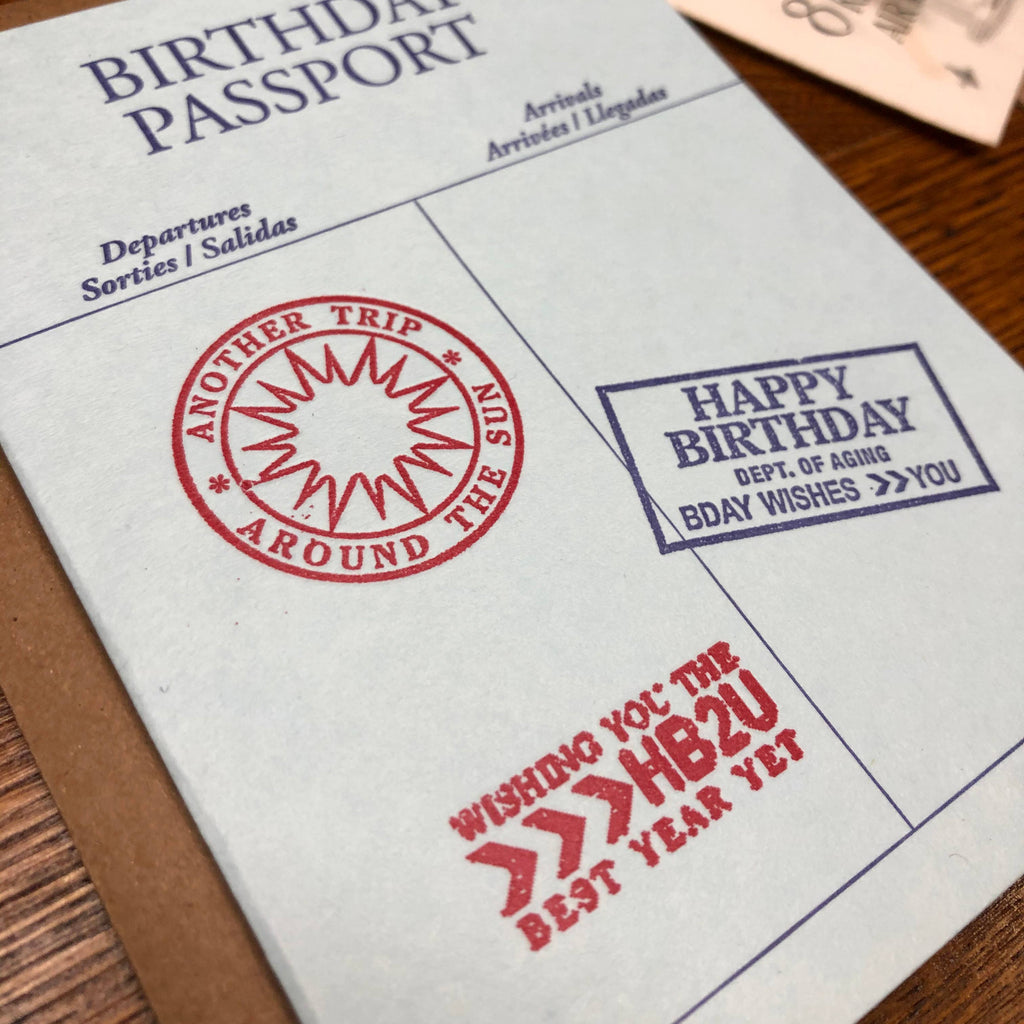 BIRTHDAY
PASSPORT
Arrivals
Arrivées / Llegadas
Departures
Sorties / Salidas
ANOTHER TRIP
* AROUND THE SUN *
HAPPY
BIRTHDAY
DEPT. OF AGING
BDAY WISHES >>YOU
WISHING YOU THE
>>>HB2U
BEST YEAR YET